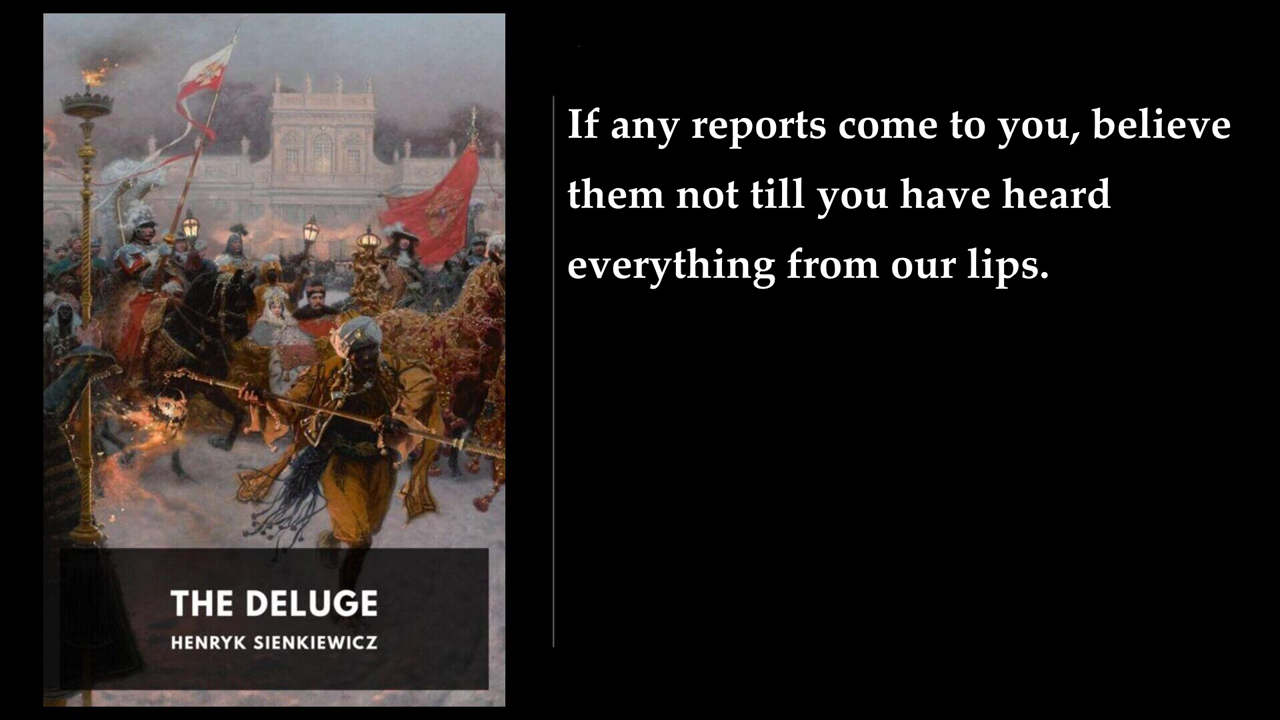 THE DELUGE
HENRYK SIENKIEWICZ
If any reports come to you, believe
them not till you have heard
everything from our lips.